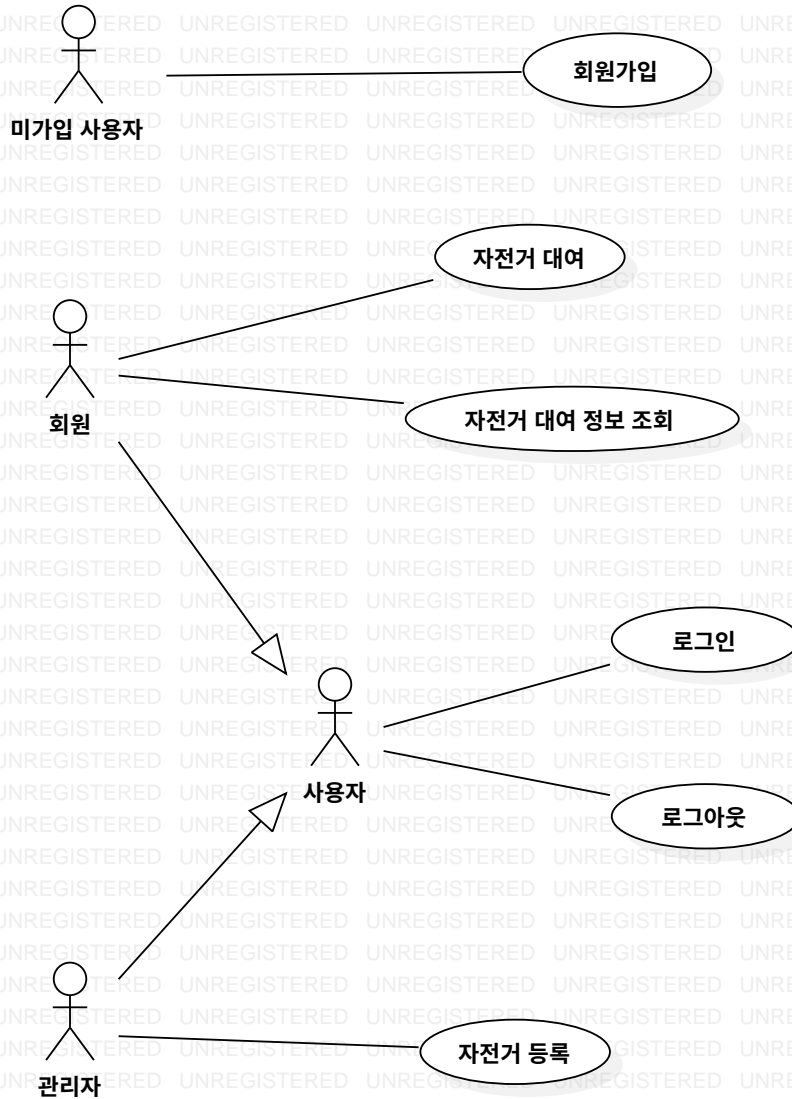 회원가입
미가입 사용자
자전거 대여
자전거 대여 정보 조회
회원
로그인
사용자
로그아웃
자전거 등록
관리자
UNREGISTERED